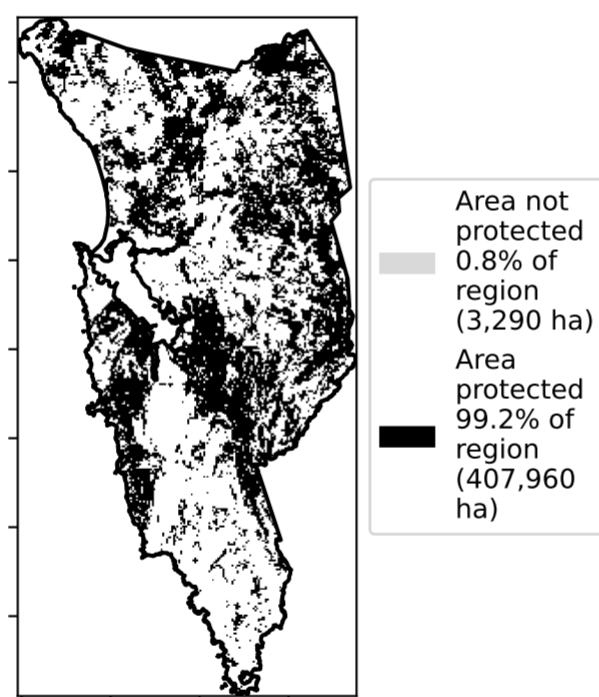 Area not
protected
0.8% of
region
(3,290 ha)
Area
protected
99.2% of
region
(407,960
ha)